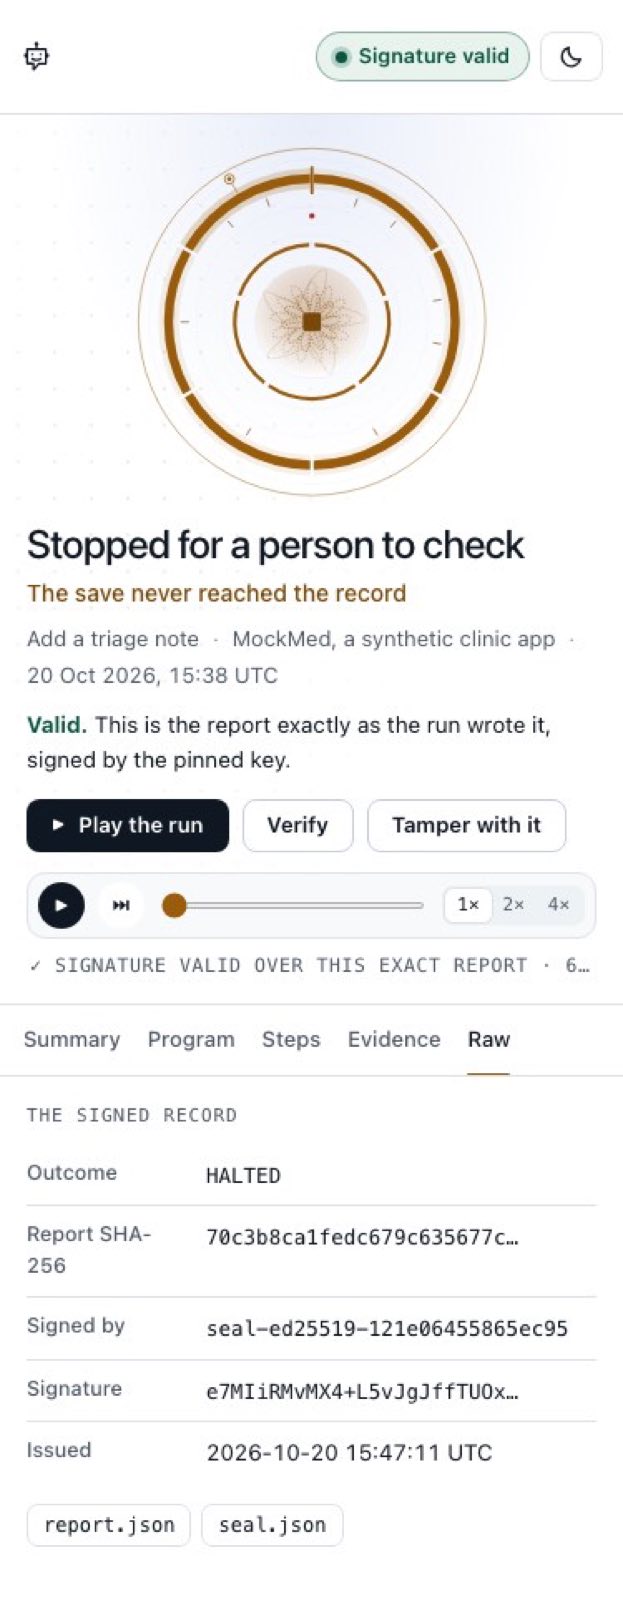 Signature valid
Stopped for a person to check
The save never reached the record
Add a triage note · MockMed, a synthetic clinic app ·
20 Oct 2026, 15:38 UTC
Valid. This is the report exactly as the run wrote it,
signed by the pinned key.
Play the run
Verify
Tamper with it
1×
2×
4×
✓ SIGNATURE VALID OVER THIS EXACT REPORT · 6…
Summary
Program
Steps
Evidence
Raw
THE SIGNED RECORD
Outcome
HALTED
Report SHA-
256
70c3b8ca1fedc679c635677c…
Signed by
seal-ed25519-121e06455865ec95
Signature
e7MIiRMvMX4+L5vJgJffTUOx…
Issued
2026-10-20 15:47:11 UTC
report.json
seal.json